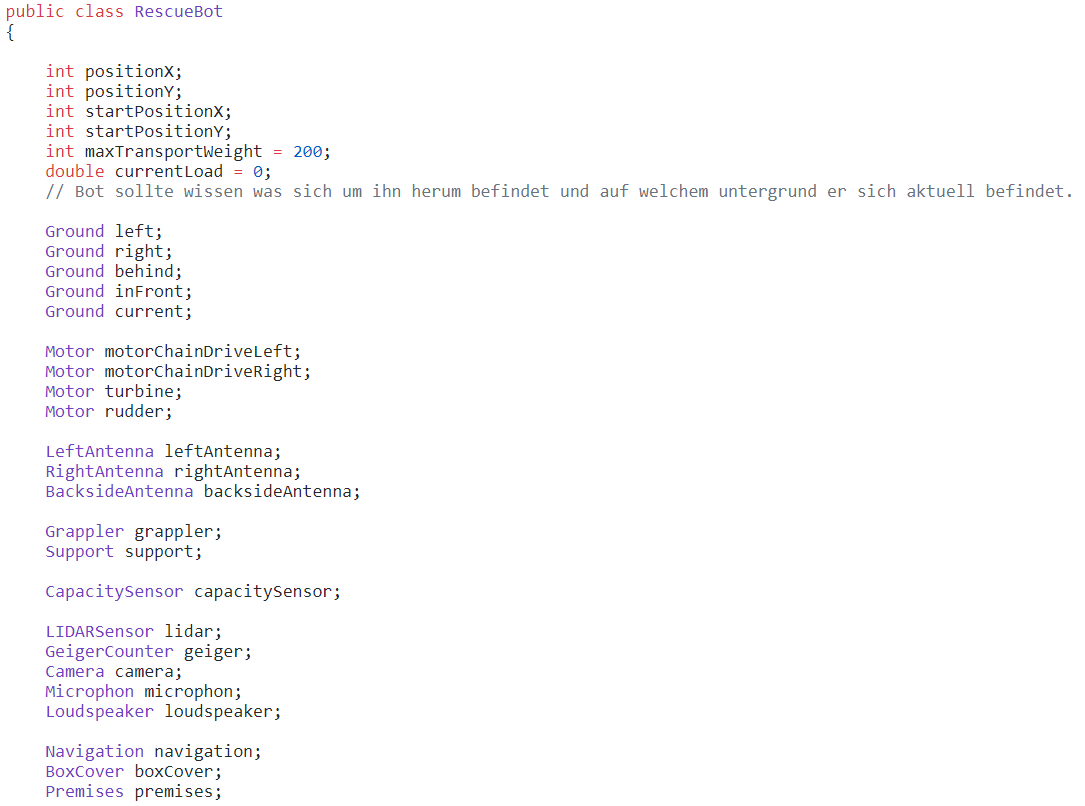 public class RescueBot
{
int positionX;
int positionY;
int startPositionX;
int startPositionY;
int maxTransportWeight = 200;
double currentLoad = 0;
// Bot sollte wissen was sich um ihn herum befindet und auf welchem untergrund er sich aktuell befindet.
Ground left;
Ground right;
Ground behind;
Ground inFront;
Ground current;
Motor motorChainDriveLeft;
Motor motorChainDriveRight;
Motor turbine;
Motor rudder;
LeftAntenna leftAntenna;
RightAntenna rightAntenna;
BacksideAntenna backsideAntenna;
Grappler grappler;
Support support;
CapacitySensor capacitySensor;
LIDARSensor lidar;
GeigerCounter geiger;
Camera camera;
Microphon microphon;
Loudspeaker loudspeaker;
Navigation navigation;
BoxCover boxCover;
Premises premises;